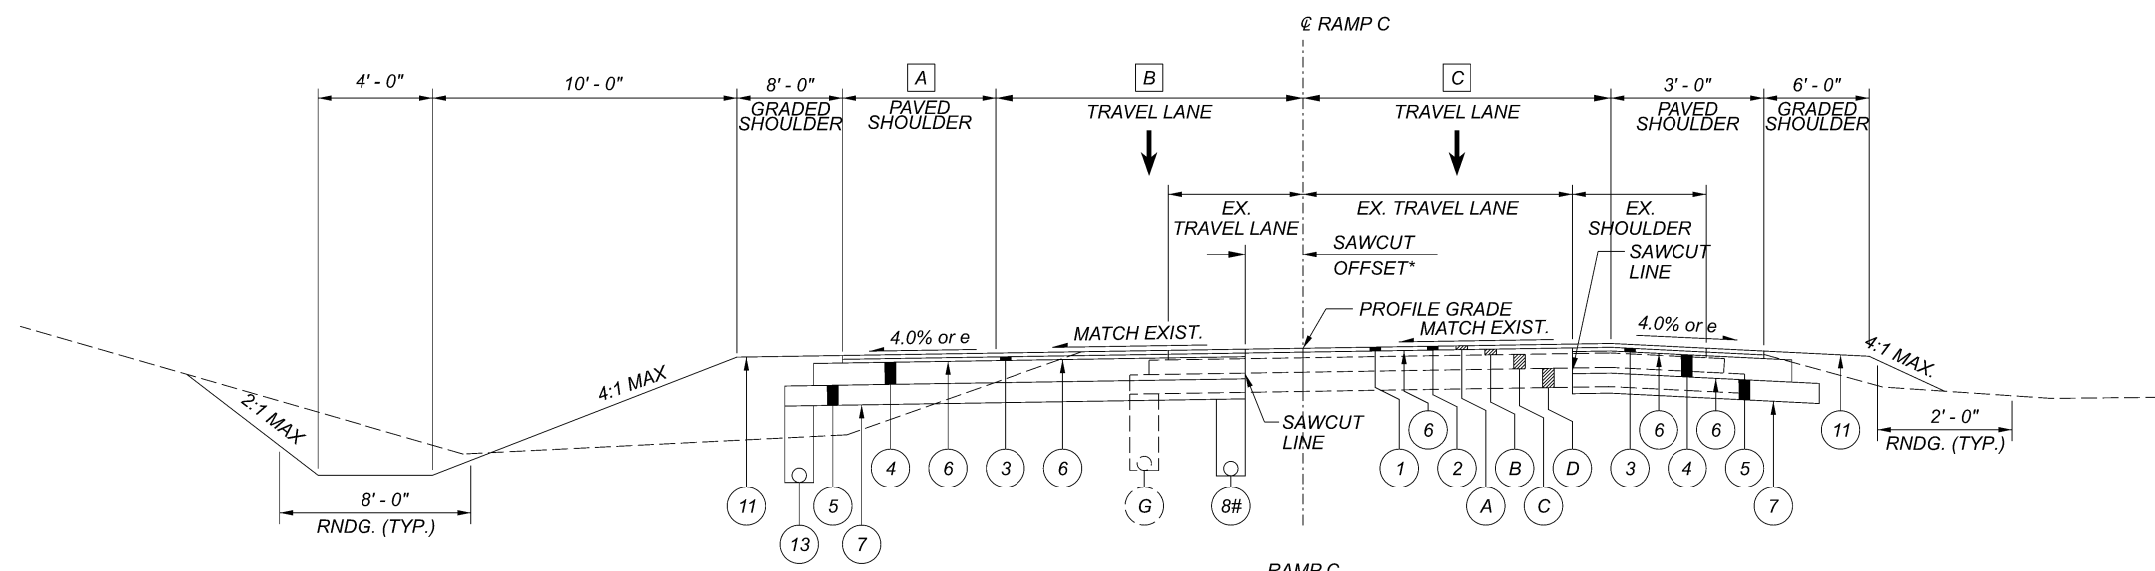 ℄ RAMP C
4' - 0"
10' - 0"
8' - 0"
GRADED
SHOULDER
A
PAVED
SHOULDER
B
TRAVEL LANE
C
TRAVEL LANE
3' - 0"
PAVED
SHOULDER
6' - 0"
GRADED
SHOULDER
EX.
TRAVEL LANE
EX. TRAVEL LANE
EX.
SHOULDER
SAWCUT
OFFSET*
SAWCUT
LINE
PROFILE GRADE
4.0% or e
MATCH EXIST.
MATCH EXIST.
4.0% or e
4:1 MAX.
2:1 MAX
4:1 MAX
SAWCUT
LINE
2' - 0"
RNDG. (TYP.)
8' - 0"
RNDG. (TYP.)
6
4
6
3
6
1
2
B
D
3
6
4
6
5
11
11
13
5
7
G
8#
A
C
7
RAMP C